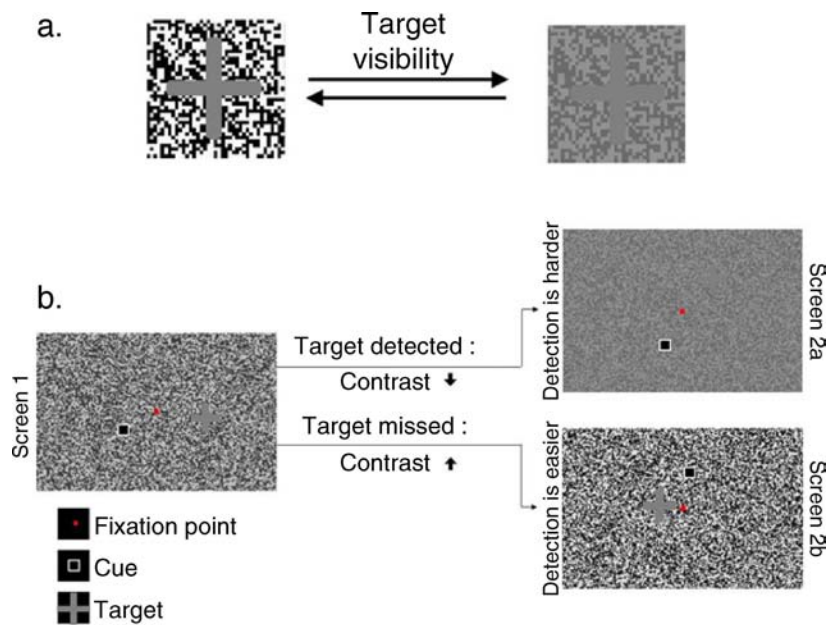 a.
Target
visibility
b.
Screen 1
Target detected :
Contrast
Target missed :
Contrast
Detection is harder
Screen 2a
Detection is easier
Screen 2b
Fixation point
Cue
Target